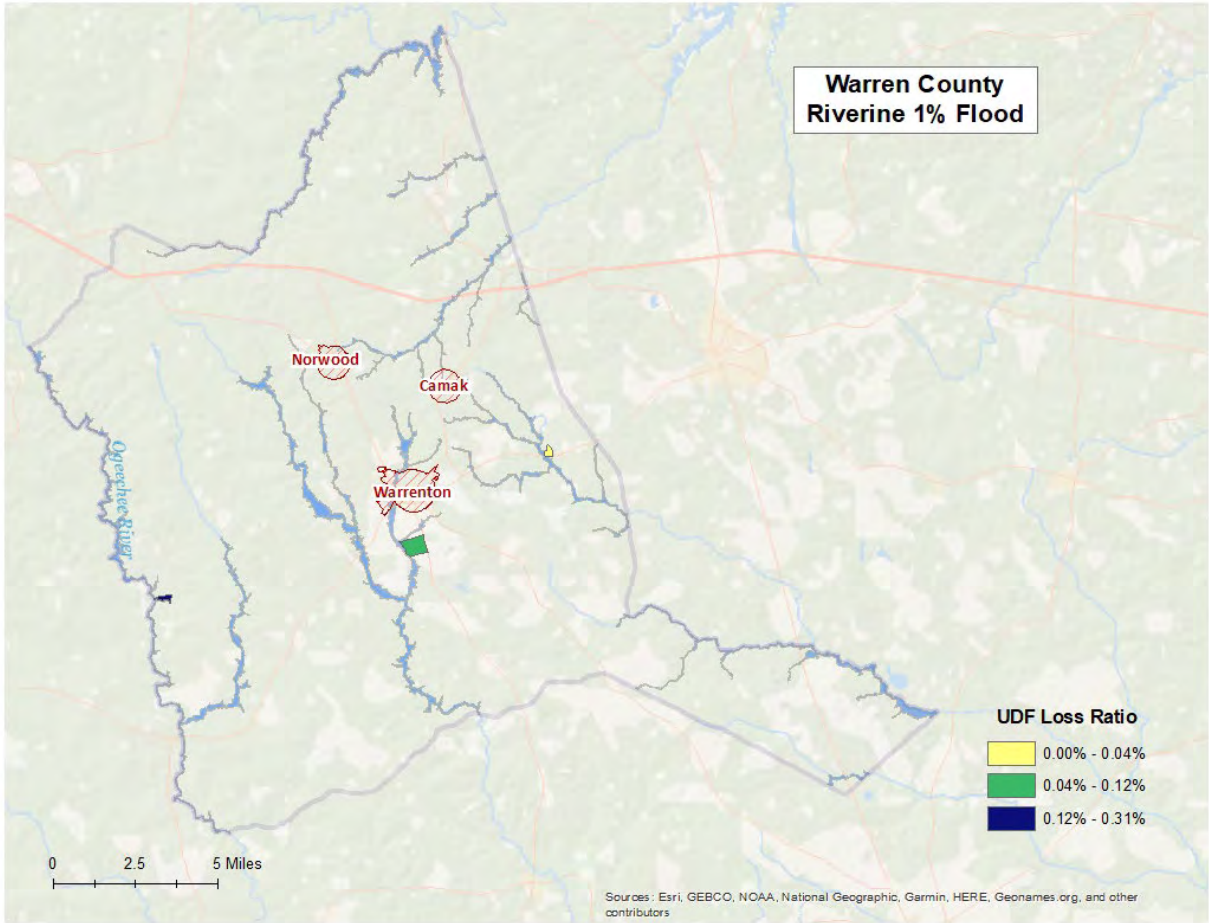 Warren County
Riverine 1% Flood
Norwood
Camak
Warrenton
Ogeechee River
UDF Loss Ratio
0.00% - 0.04%
0.04% - 0.12%
0.12% - 0.31%
0 2.5 5 Miles
Sources: Esri, GEBCO, NOAA, National Geographic, Garmin, HERE, Geonames.org, and other
contributors